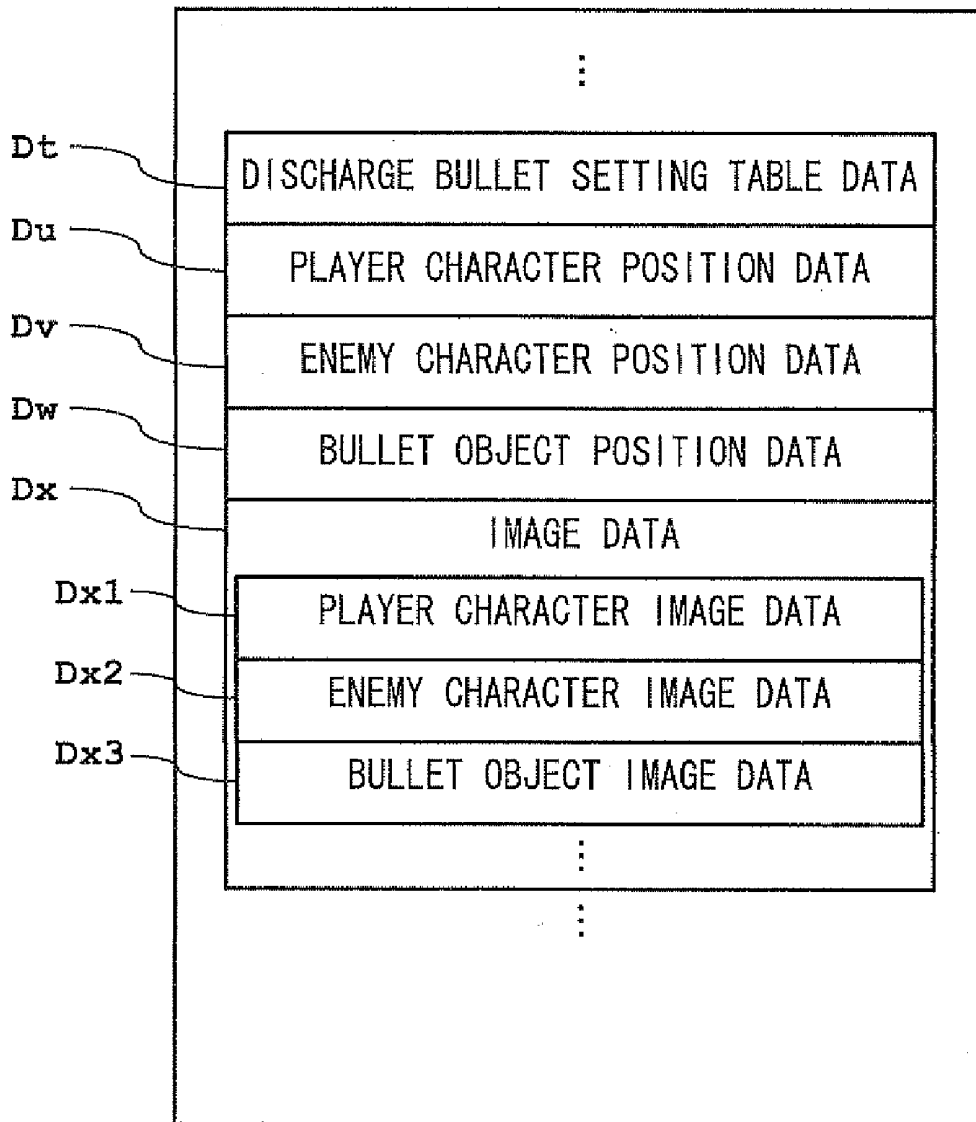 Dt DISCHARGE BULLET SETTING TABLE DATA
Du PLAYER CHARACTER POSITION DATA
Dv ENEMY CHARACTER POSITION DATA
Dw BULLET OBJECT POSITION DATA
Dx IMAGE DATA
Dx1 PLAYER CHARACTER IMAGE DATA
Dx2 ENEMY CHARACTER IMAGE DATA
Dx3 BULLET OBJECT IMAGE DATA